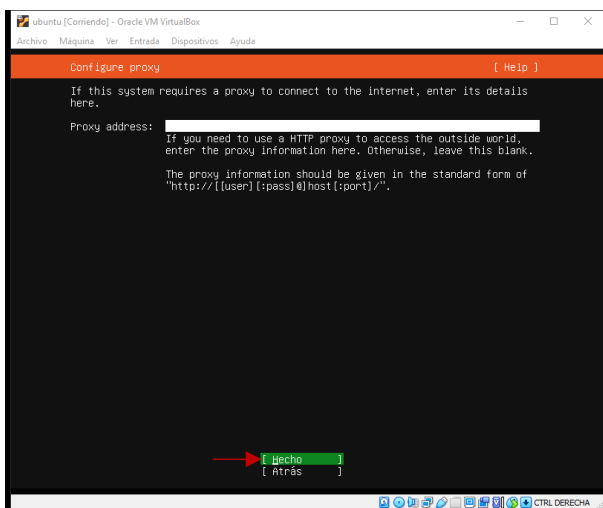 ubuntu [Corriendo] - Oracle VM VirtualBox
Archivo Máquina Ver Entrada Dispositivos Ayuda
Configure proxy [ Help ]
If this system requires a proxy to connect to the internet, enter its details
here.
Proxy address:
If you need to use a HTTP proxy to access the outside world,
enter the proxy information here. Otherwise, leave this blank.
The proxy information should be given in the standard form of
"http://[[user][:pass]@]host[:port]/".
[ Hecho ]
[ Atrás ]
CTRL DERECHA